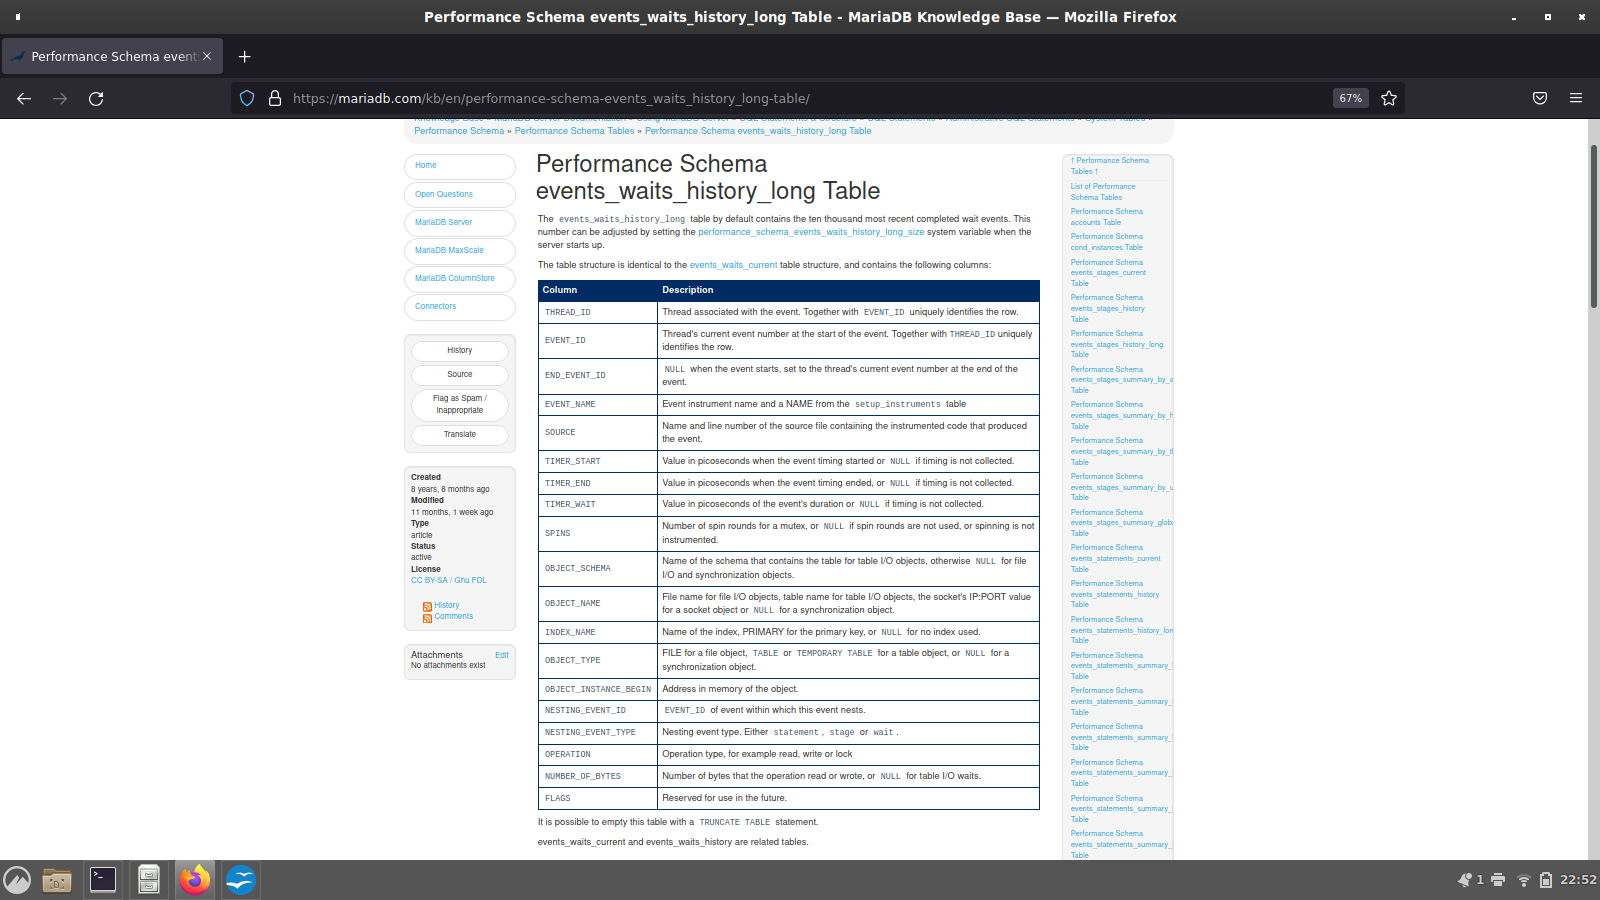 Performance Schema events_waits_history_long Table - MariaDB Knowledge Base — Mozilla Firefox
Performance Schema event
https://mariadb.com/kb/en/performance-schema-events_waits_history_long-table/
67%
Performance Schema » Performance Schema Tables » Performance Schema events_waits_history_long Table
Home
Open Questions
MariaDB Server
MariaDB MaxScale
MariaDB ColumnStore
Connectors
History
Source
Flag as Spam /
Inappropriate
Translate
Created
8 years, 8 months ago
Modified
11 months, 1 week ago
Type
article
Status
active
License
CC BY-SA / Gnu FDL
History
Comments
Attachments Edit
No attachments exist
Performance Schema
events_waits_history_long Table
The events_waits_history_long table by default contains the ten thousand most recent completed wait events. This
number can be adjusted by setting the performance_schema_events_waits_history_long_size system variable when the
server starts up.
The table structure is identical to the events_waits_current table structure, and contains the following columns:
Column Description
THREAD_ID Thread associated with the event. Together with EVENT_ID uniquely identifies the row.
EVENT_ID Thread's current event number at the start of the event. Together with THREAD_ID uniquely
identifies the row.
END_EVENT_ID NULL when the event starts, set to the thread's current event number at the end of the
event.
EVENT_NAME Event instrument name and a NAME from the setup_instruments table
SOURCE Name and line number of the source file containing the instrumented code that produced
the event.
TIMER_START Value in picoseconds when the event timing started or NULL if timing is not collected.
TIMER_END Value in picoseconds when the event timing ended, or NULL if timing is not collected.
TIMER_WAIT Value in picoseconds of the event's duration or NULL if timing is not collected.
SPINS Number of spin rounds for a mutex, or NULL if spin rounds are not used, or spinning is not
instrumented.
OBJECT_SCHEMA Name of the schema that contains the table for table I/O objects, otherwise NULL for file
I/O and synchronization objects.
OBJECT_NAME File name for file I/O objects, table name for table I/O objects, the socket's IP:PORT value
for a socket object or NULL for a synchronization object.
INDEX_NAME Name of the index, PRIMARY for the primary key, or NULL for no index used.
OBJECT_TYPE FILE for a file object, TABLE or TEMPORARY TABLE for a table object, or NULL for a
synchronization object.
OBJECT_INSTANCE_BEGIN Address in memory of the object.
NESTING_EVENT_ID EVENT_ID of event within which this event nests.
NESTING_EVENT_TYPE Nesting event type. Either statement, stage or wait.
OPERATION Operation type, for example read, write or lock
NUMBER_OF_BYTES Number of bytes that the operation read or wrote, or NULL for table I/O waits.
FLAGS Reserved for use in the future.
It is possible to empty this table with a TRUNCATE TABLE statement.
events_waits_current and events_waits_history are related tables.
↑ Performance Schema
Tables ↑
List of Performance
Schema Tables
Performance Schema
accounts Table
Performance Schema
cond_instances Table
Performance Schema
events_stages_current
Table
Performance Schema
events_stages_history
Table
Performance Schema
events_stages_history_long
Table
Performance Schema
events_stages_summary_by_a
Table
Performance Schema
events_stages_summary_by_h
Table
Performance Schema
events_stages_summary_by_t
Table
Performance Schema
events_stages_summary_by_u
Table
Performance Schema
events_stages_summary_globa
Table
Performance Schema
events_statements_current
Table
Performance Schema
events_statements_history
Table
Performance Schema
events_statements_history_lon
Table
Performance Schema
events_statements_summary_
Table
Performance Schema
events_statements_summary_
Table
Performance Schema
events_statements_summary_
Table
Performance Schema
events_statements_summary_
Table
Performance Schema
events_statements_summary_
Table
Performance Schema
events_statements_summary_
Table
1
22:52